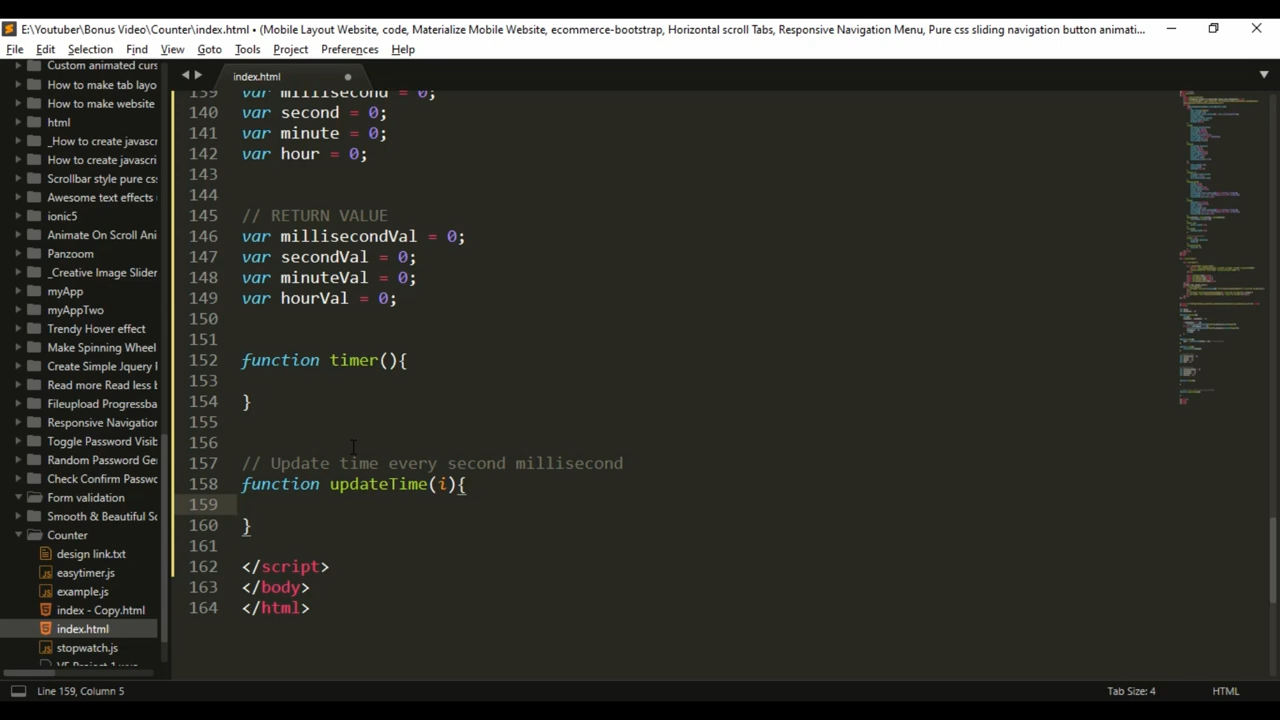 E:\Youtuber\Bonus Video\Counter\index.html • (Mobile Layout Website, code, Materialize Mobile Website, ecommerce-bootstrap, Horizontal scroll Tabs, Responsive Navigation Menu, Pure css sliding navigation button animati...
File Edit Selection Find View Goto Tools Project Preferences Help
Custom animated curs
How to make tab layo
How to make website
html
_How to create javascr
How to create javascri
Scrollbar style pure cs
Awesome text effects
ionic5
Animate On Scroll Ani
Panzoom
_Creative Image Slider
myApp
myAppTwo
Trendy Hover effect
Make Spinning Wheel
Create Simple Jquery
Read more Read less b
Fileupload Progressba
Responsive Navigation
Toggle Password Visib
Random Password Ge
Check Confirm Passwo
Form validation
Smooth & Beautiful Sc
Counter
design link.txt
easytimer.js
example.js
index - Copy.html
index.html
stopwatch.js
index.html
139 var millisecond = 0;
140 var second = 0;
141 var minute = 0;
142 var hour = 0;
143
144
145 // RETURN VALUE
146 var millisecondVal = 0;
147 var secondVal = 0;
148 var minuteVal = 0;
149 var hourVal = 0;
150
151
152 function timer(){
153
154 }
155
156
157 // Update time every second millisecond
158 function updateTime(i){
159
160 }
161
162 </script>
163 </body>
164 </html>
Line 159, Column 5
Tab Size: 4
HTML